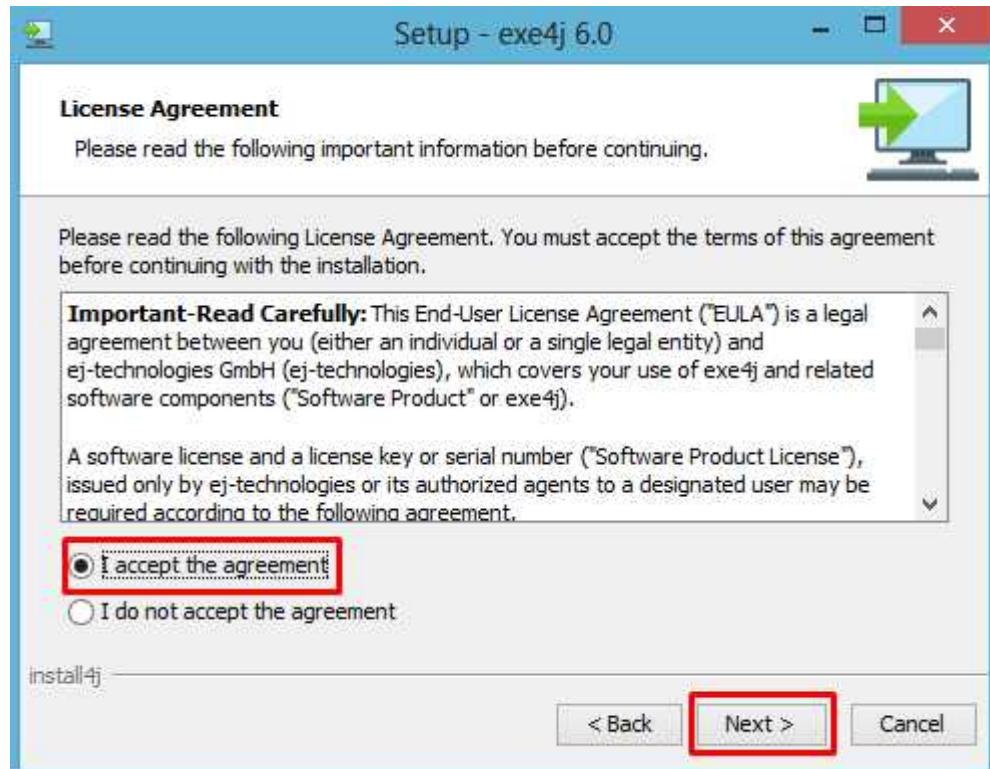 Setup - exe4j 6.0
License Agreement
Please read the following important information before continuing.
Please read the following License Agreement. You must accept the terms of this agreement
before continuing with the installation.
Important-Read Carefully: This End-User License Agreement ("EULA") is a legal
agreement between you (either an individual or a single legal entity) and
ej-technologies GmbH (ej-technologies), which covers your use of exe4j and related
software components ("Software Product" or exe4j).
A software license and a license key or serial number ("Software Product License"),
issued only by ej-technologies or its authorized agents to a designated user may be
required according to the following agreement.
I accept the agreement
I do not accept the agreement
install4j
< Back Next > Cancel